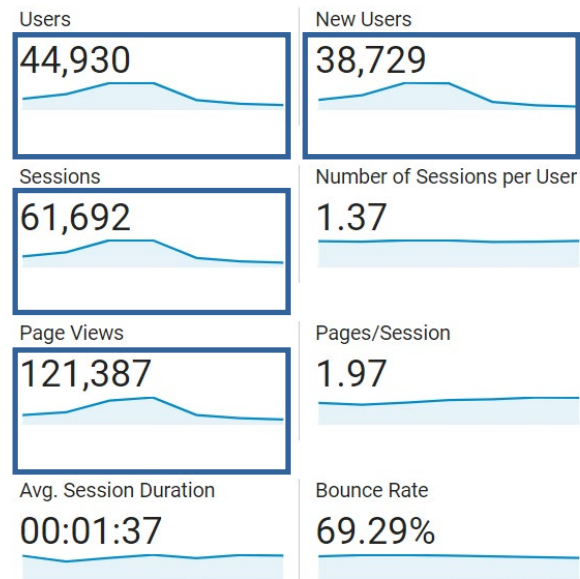 Users
44,930
New Users
38,729
Sessions
61,692
Number of Sessions per User
1.37
Page Views
121,387
Pages/Session
1.97
Avg. Session Duration
00:01:37
Bounce Rate
69.29%